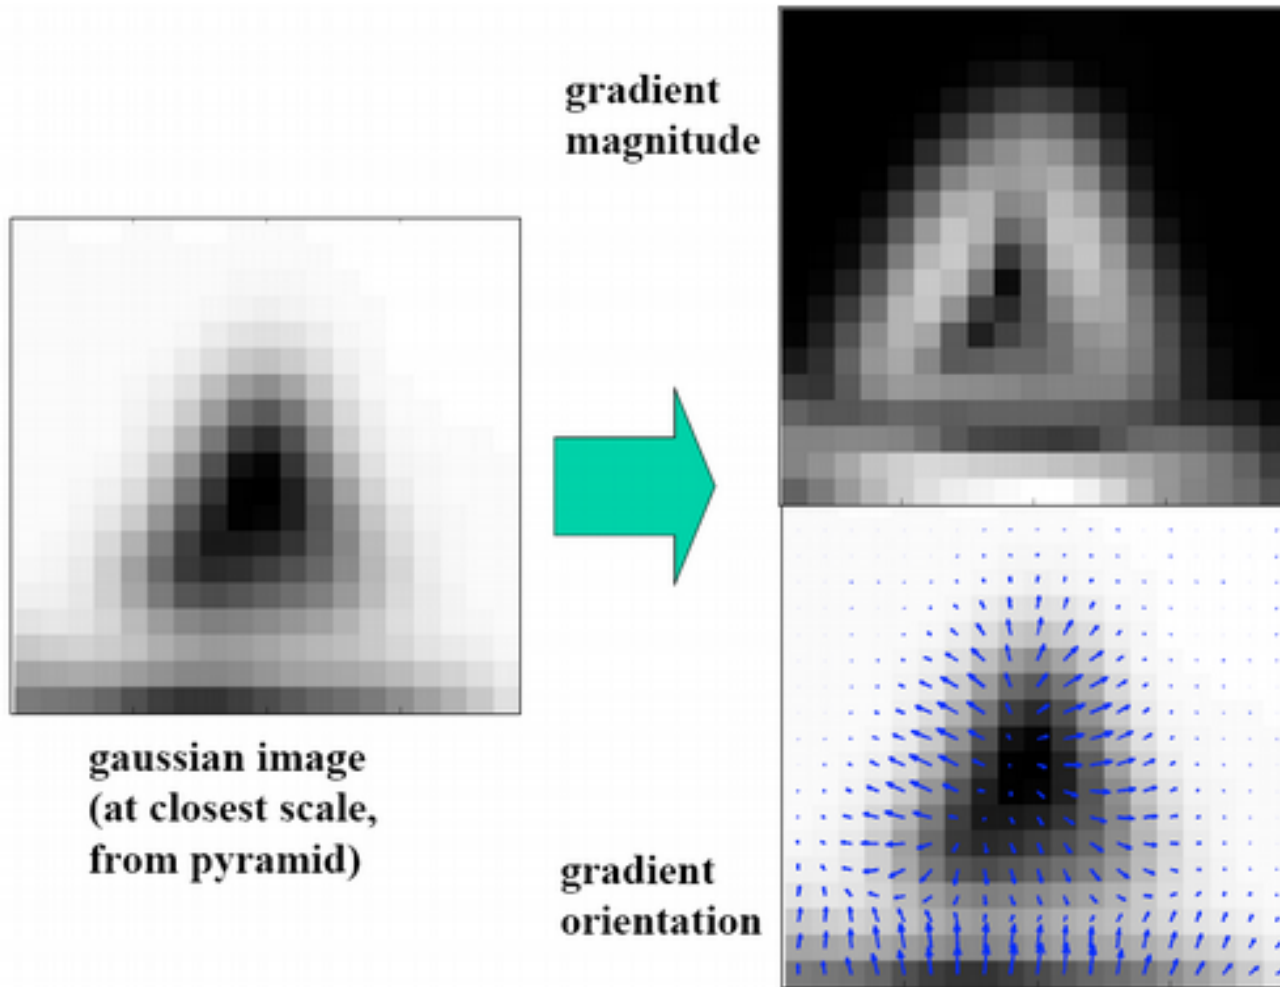 gradient
magnitude
gaussian image
(at closest scale,
from pyramid)
gradient
orientation